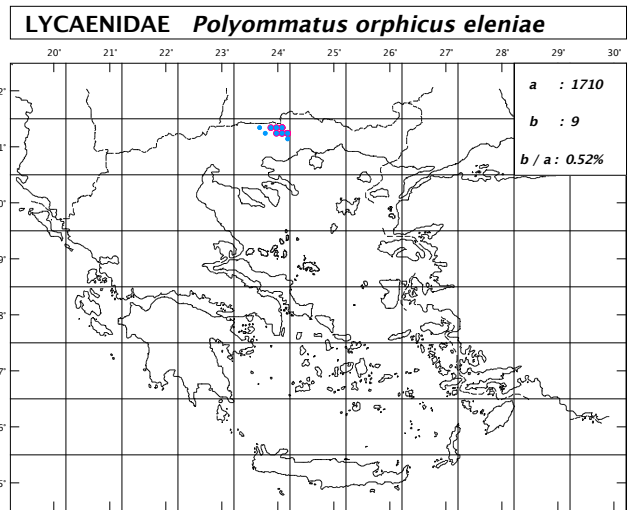 LYCAENIDAE Polyommatus orphicus eleniae
20' 21' 22' 23' 24' 25' 26' 27' 28' 29' 30'
a : 1710
b : 9
b / a : 0.52%